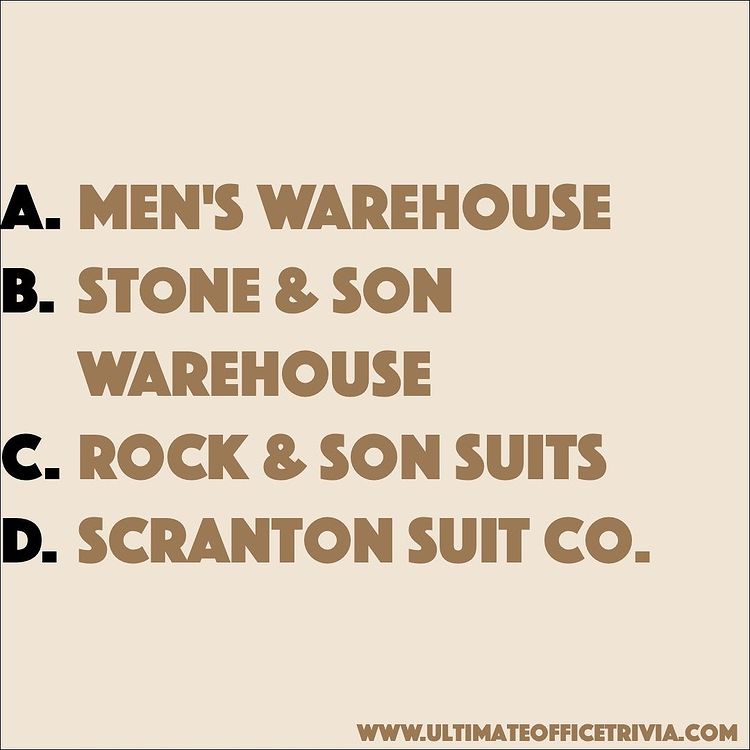 A. MEN'S WAREHOUSE
B. STONE & SON
WAREHOUSE
C. ROCK & SON SUITS
D. SCRANTON SUIT CO.
WWW.ULTIMATEOFFICETRIVIA.COM